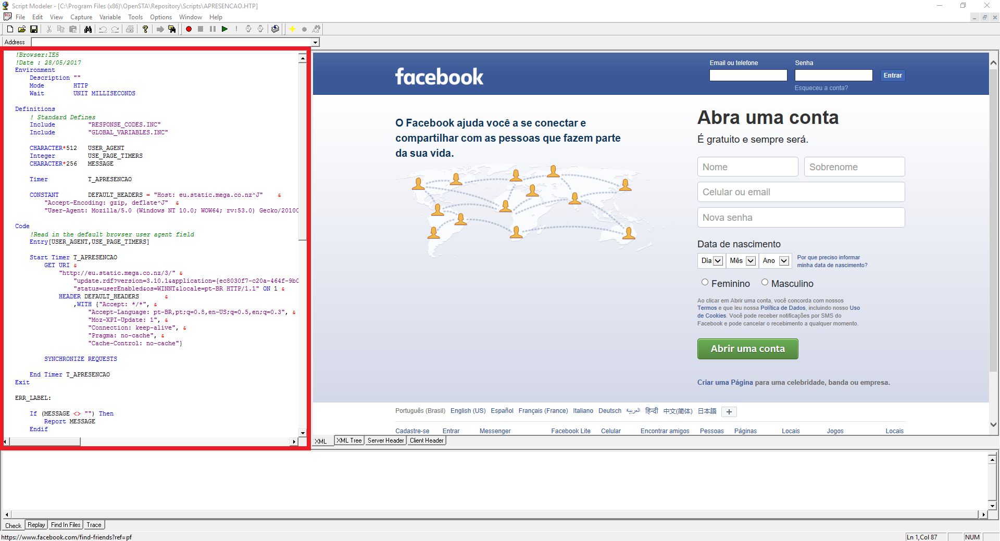 Script Modeler - [C:\Program Files (x86)\OpenSTA\Repository\Scripts\APRESENCAO.HTP]
File Edit View Capture Variable Tools Options Window Help
Address
!Browser:IE5
!Date : 28/05/2017
Environment
Description ""
Mode HTTP
Wait UNIT MILLISECONDS
Definitions
! Standard Defines
Include "RESPONSE_CODES.INC"
Include "GLOBAL_VARIABLES.INC"
CHARACTER*512 USER_AGENT
Integer USE_PAGE_TIMERS
CHARACTER*256 MESSAGE
Timer T_APRESENCAO
CONSTANT DEFAULT_HEADERS = "Host: eu.static.mega.co.nz^J" &
"Accept-Encoding: gzip, deflate^J" &
"User-Agent: Mozilla/5.0 (Windows NT 10.0; WOW64; rv:53.0) Gecko/20100
Code
!Read in the default browser user agent field
Entry[USER_AGENT,USE_PAGE_TIMERS]
Start Timer T_APRESENCAO
GET URI &
"http://eu.static.mega.co.nz/3/" &
"update.rdf?version=3.10.1&application={ec8030f7-c20a-464f-9b0
"status=userEnabled&os=WINNT&locale=pt-BR HTTP/1.1" ON 1 &
HEADER DEFAULT_HEADERS &
,WITH {"Accept: */*", &
"Accept-Language: pt-BR,pt;q=0.8,en-US;q=0.5,en;q=0.3", &
"Moz-XPI-Update: 1", &
"Connection: keep-alive", &
"Pragma: no-cache", &
"Cache-Control: no-cache"}
SYNCHRONIZE REQUESTS
End Timer T_APRESENCAO
Exit
ERR_LABEL:
If (MESSAGE <> "") Then
Report MESSAGE
Endif
facebook
Email ou telefone Senha
Entrar
Esqueceu a conta?
O Facebook ajuda você a se conectar e
compartilhar com as pessoas que fazem parte
da sua vida.
Abra uma conta
É gratuito e sempre será.
Nome Sobrenome
Celular ou email
Nova senha
Data de nascimento
Dia Mês Ano
Por que preciso informar
minha data de nascimento?
Feminino Masculino
Ao clicar em Abrir uma conta, você concorda com nossos
Termos e que leu nossa Política de Dados, incluindo nosso Uso
de Cookies. Você pode receber notificações por SMS do
Facebook e pode cancelar o recebimento a qualquer momento.
Abrir uma conta
Criar uma Página para uma celebridade, banda ou empresa.
Português (Brasil) English (US) Español Français (France) Italiano Deutsch العربية हिन्दी 中文(简体) 日本語 +
Cadastre-se Entrar Messenger Facebook Lite Celular Encontrar amigos Pessoas Páginas Locais Jogos Locais
XML XML Tree Server Header Client Header
Check Replay Find In Files Trace
https://www.facebook.com/find-friends?ref=pf
Ln 1,Col 87 NUM